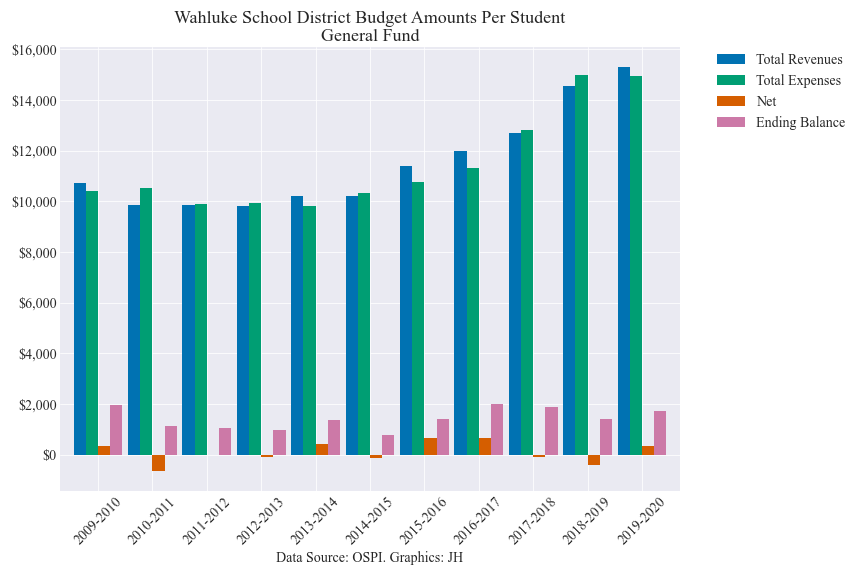 Wahluke School District Budget Amounts Per Student
General Fund
$16,000
$14,000
$12,000
$10,000
$8,000
$6,000
$4,000
$2,000
$0
Total Revenues
Total Expenses
Net
Ending Balance
2009-2010
2010-2011
2011-2012
2012-2013
2013-2014
2014-2015
2015-2016
2016-2017
2017-2018
2018-2019
2019-2020
Data Source: OSPI. Graphics: JH